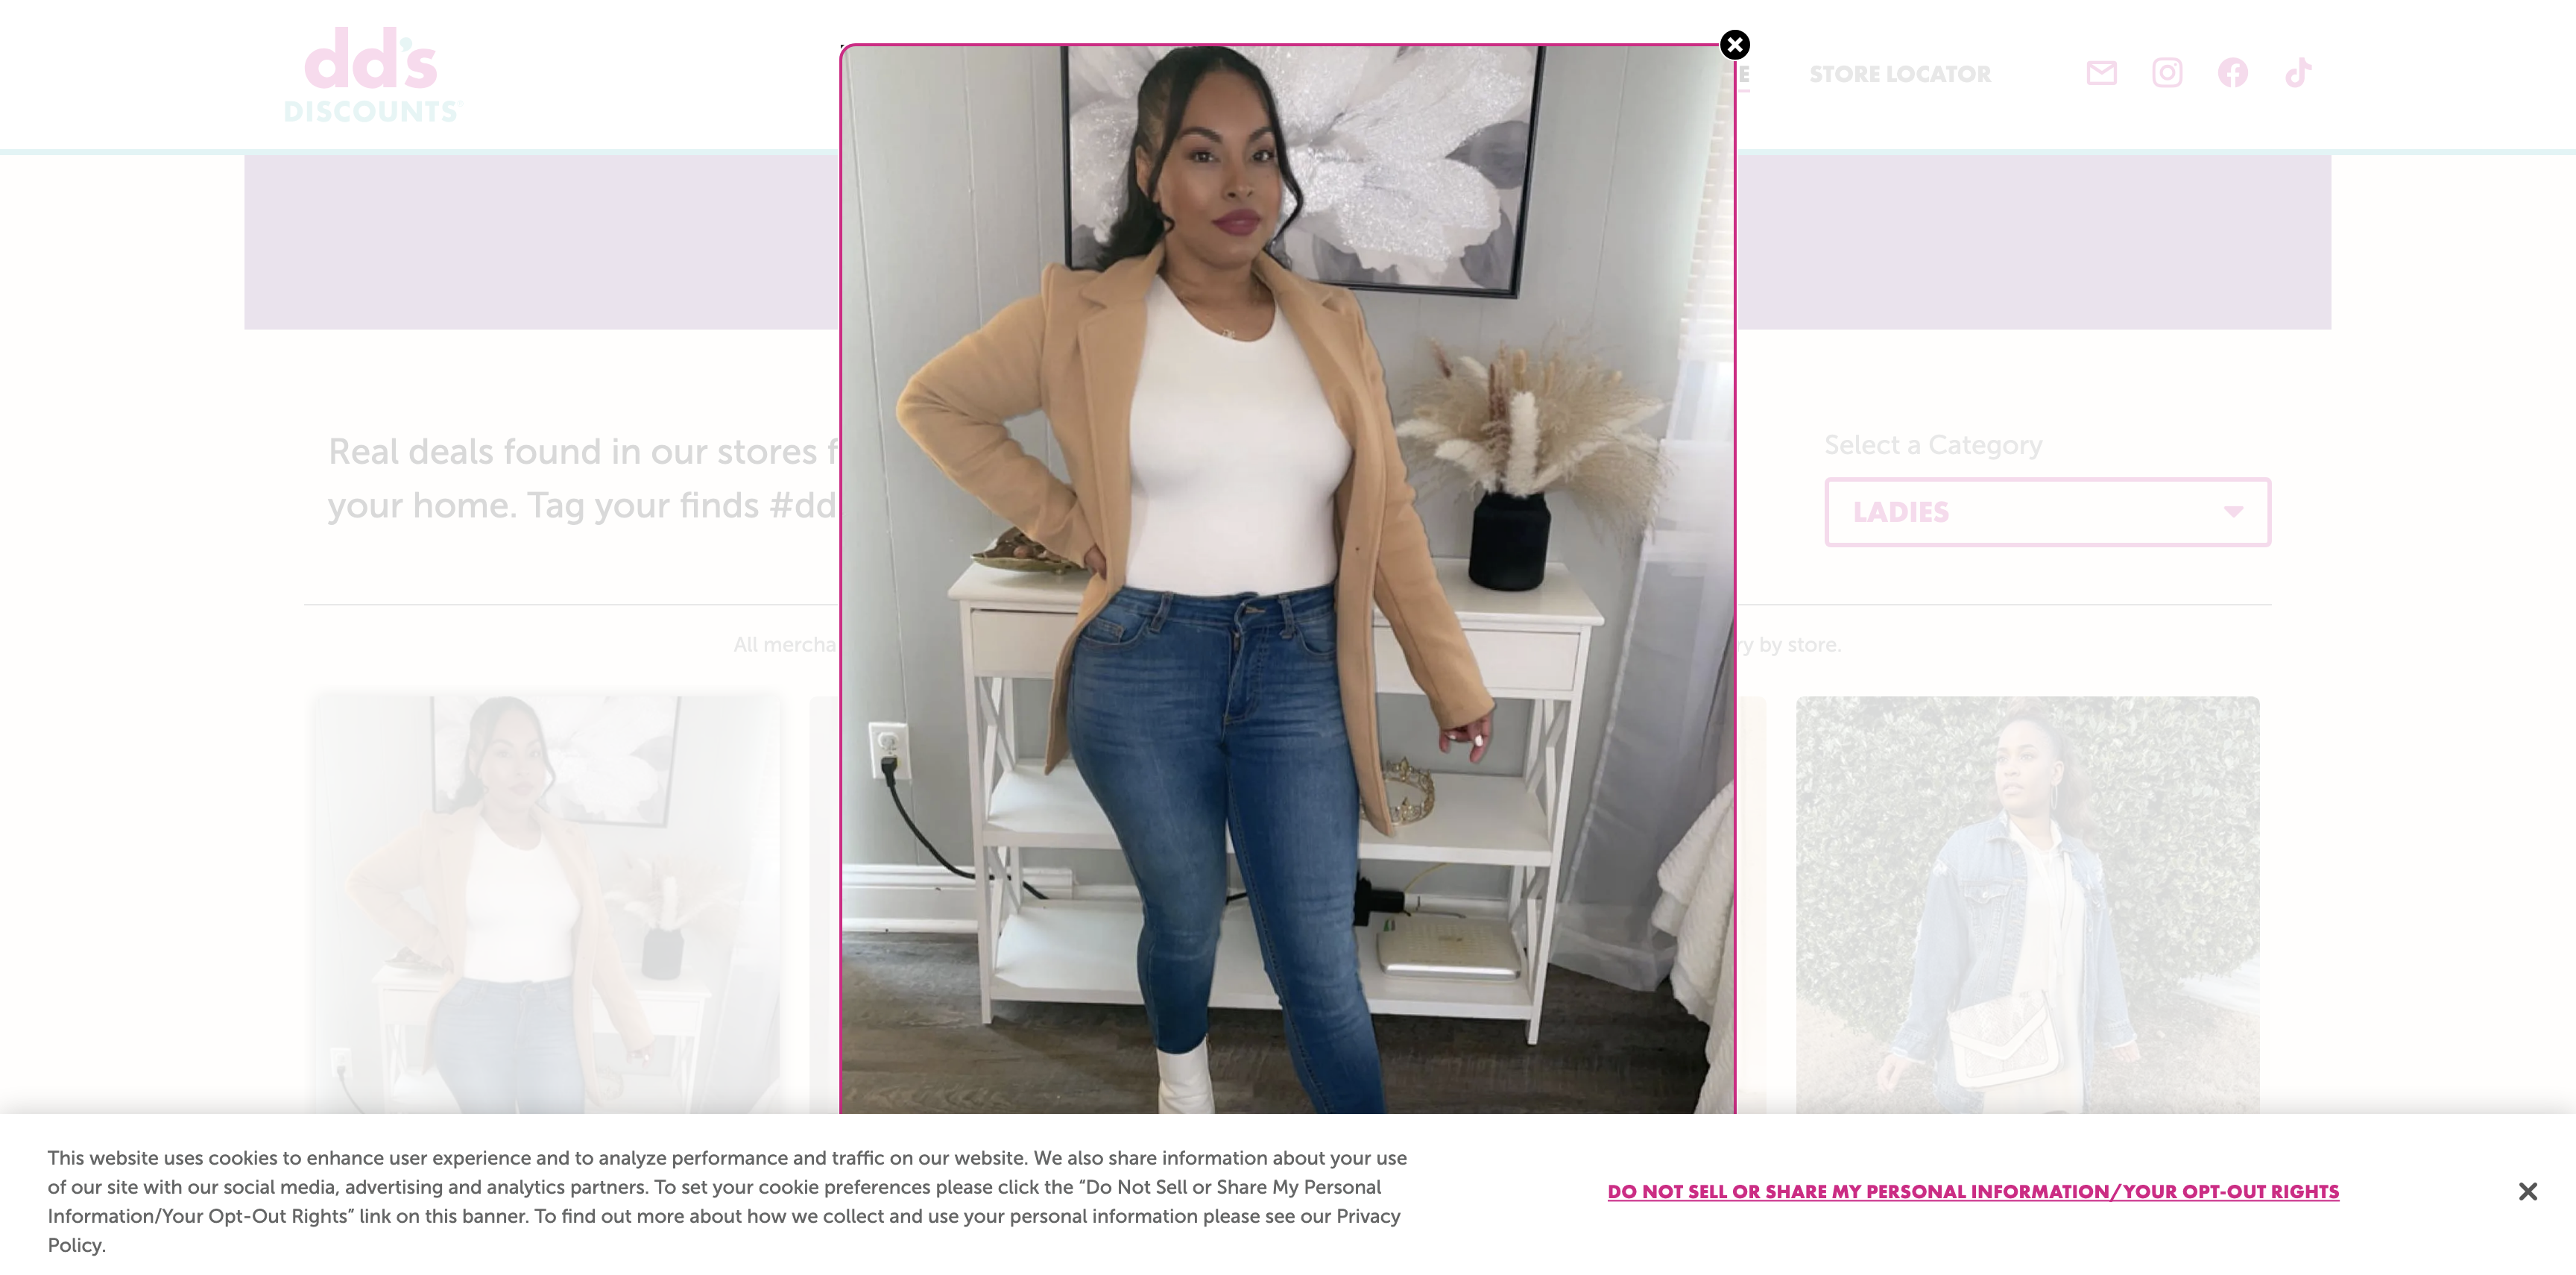 dd's
DISCOUNTS
STORE LOCATOR
Real deals found in our stores
your home. Tag your finds #dd
Select a Category
LADIES
All mercha
ry by store.
This website uses cookies to enhance user experience and to analyze performance and traffic on our website. We also share information about your use
of our site with our social media, advertising and analytics partners. To set your cookie preferences please click the “Do Not Sell or Share My Personal
Information/Your Opt-Out Rights” link on this banner. To find out more about how we collect and use your personal information please see our Privacy
Policy.
DO NOT SELL OR SHARE MY PERSONAL INFORMATION/YOUR OPT-OUT RIGHTS